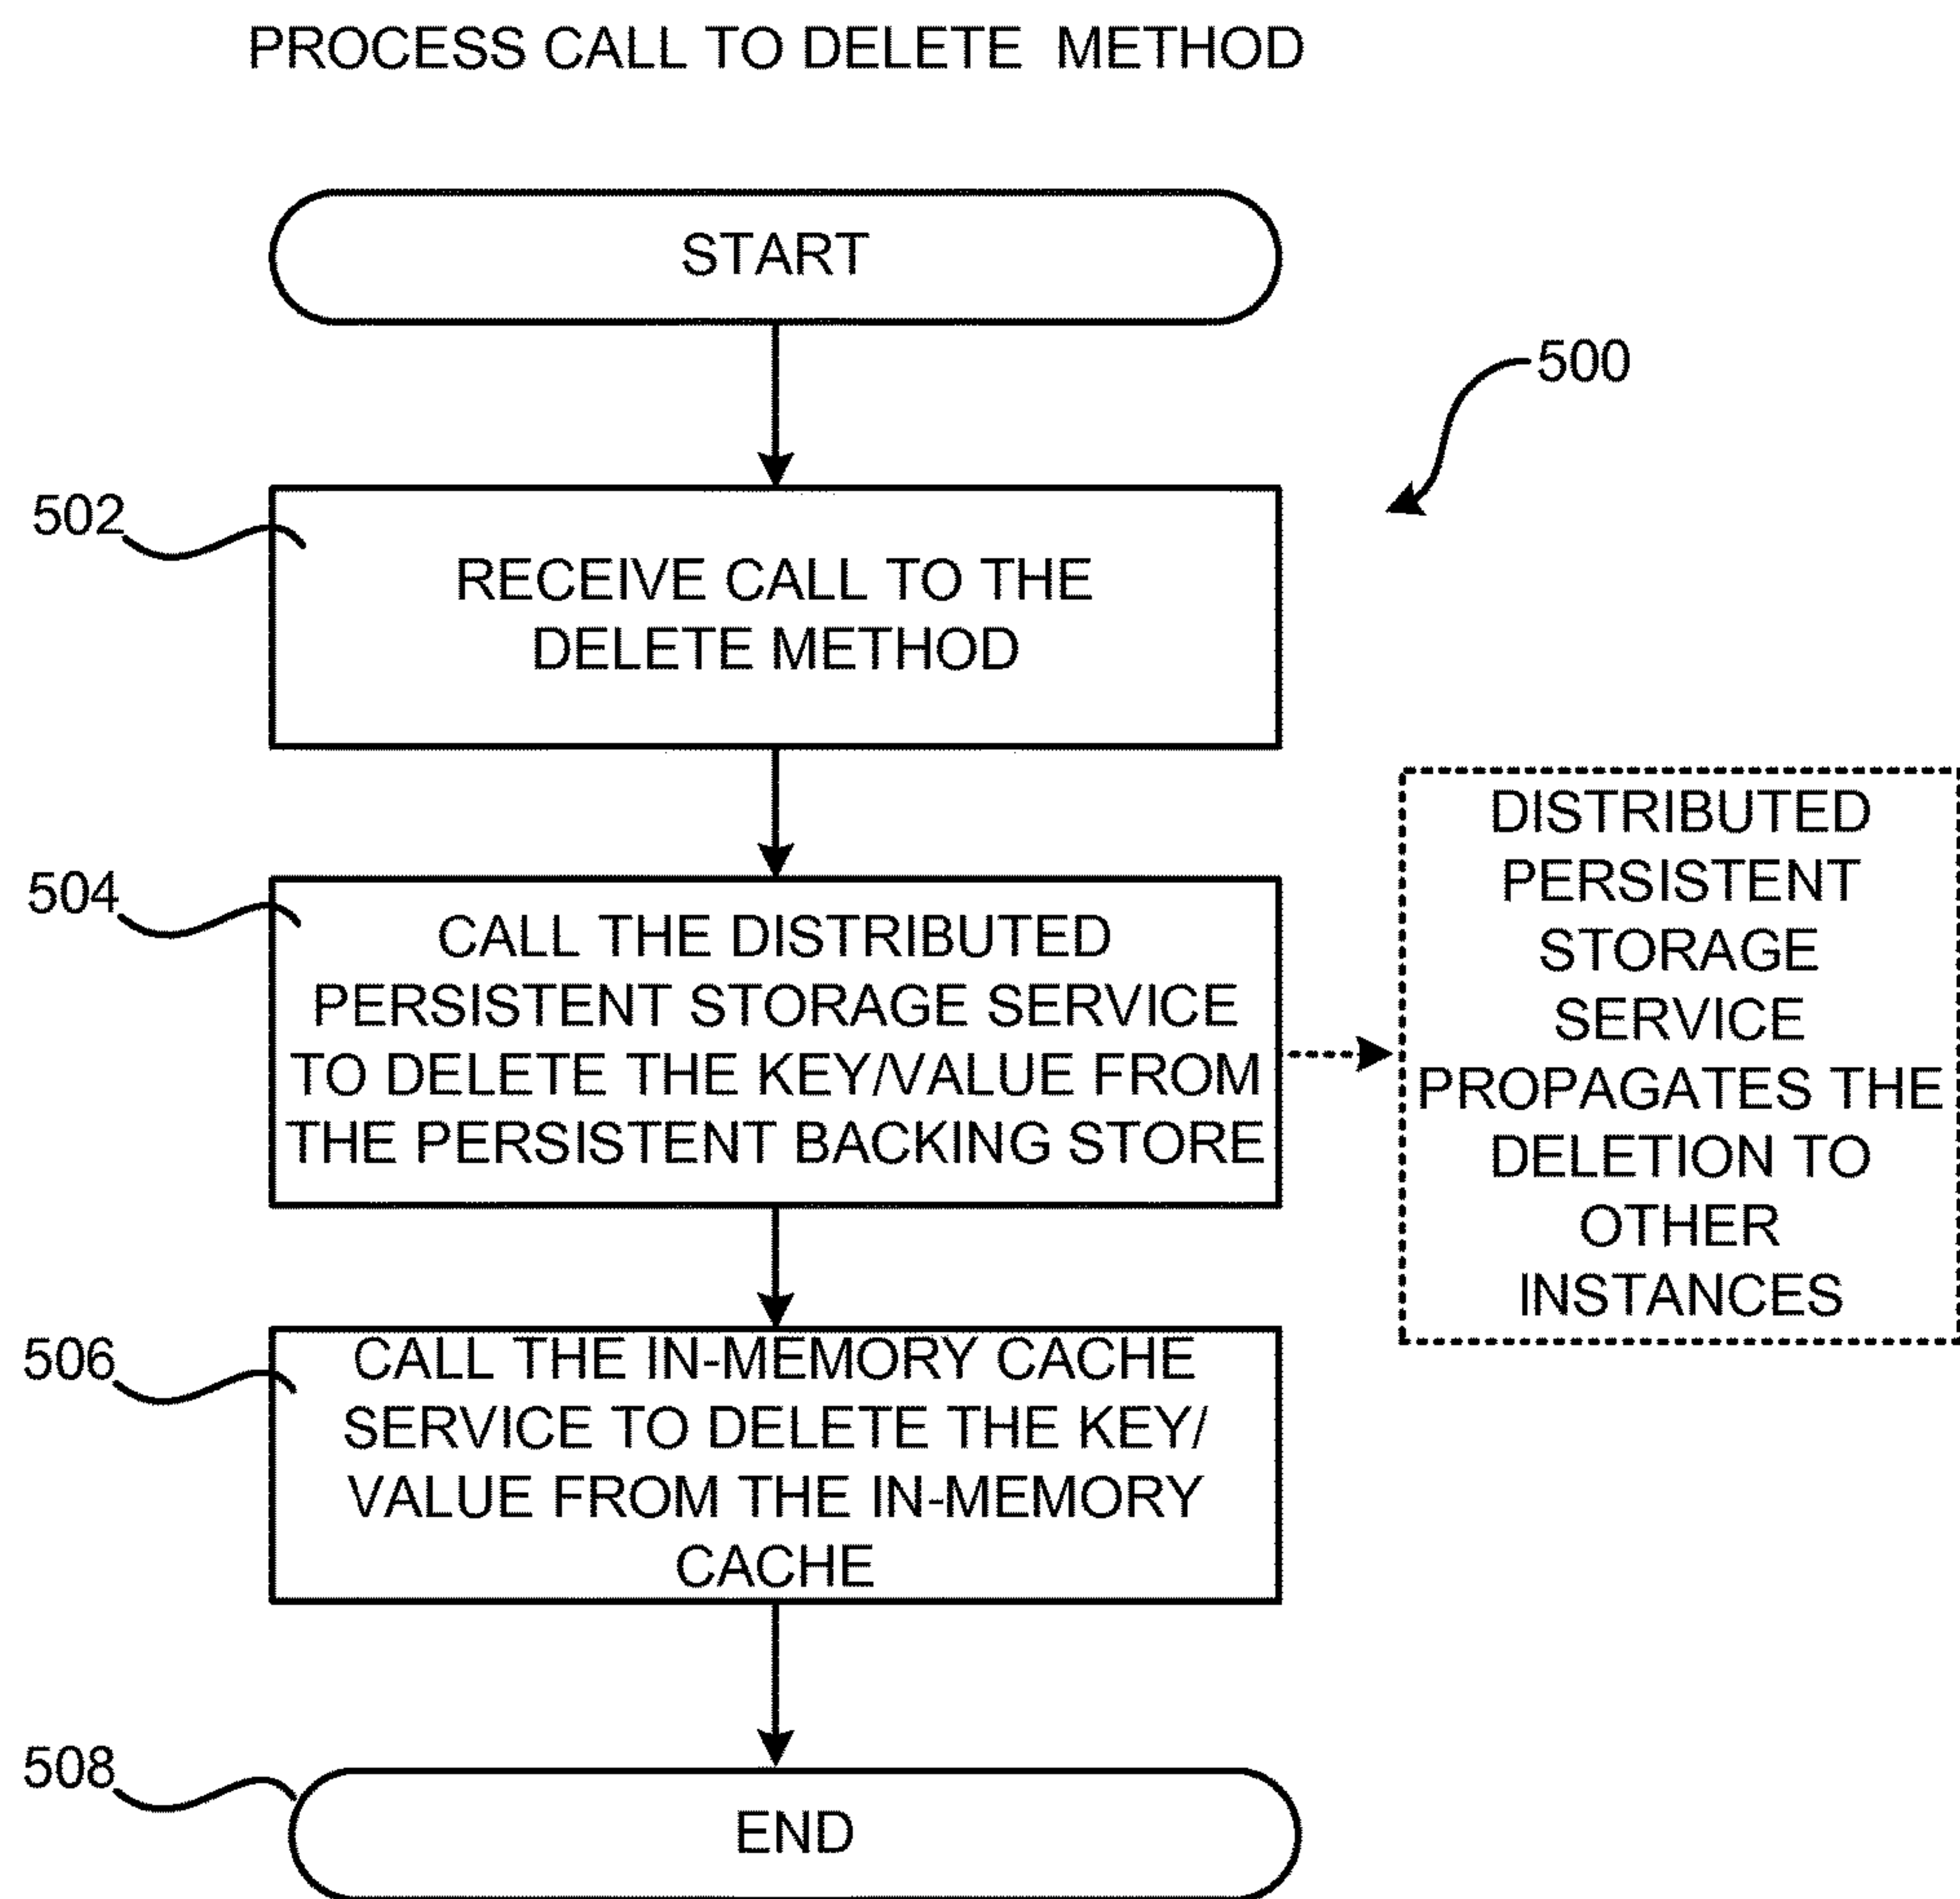 PROCESS CALL TO DELETE METHOD
START
500
502
RECEIVE CALL TO THE
DELETE METHOD
504
CALL THE DISTRIBUTED
PERSISTENT STORAGE SERVICE
TO DELETE THE KEY/VALUE FROM
THE PERSISTENT BACKING STORE
DISTRIBUTED
PERSISTENT
STORAGE
SERVICE
PROPAGATES THE
DELETION TO
OTHER
INSTANCES
506
CALL THE IN-MEMORY CACHE
SERVICE TO DELETE THE KEY/
VALUE FROM THE IN-MEMORY
CACHE
508
END